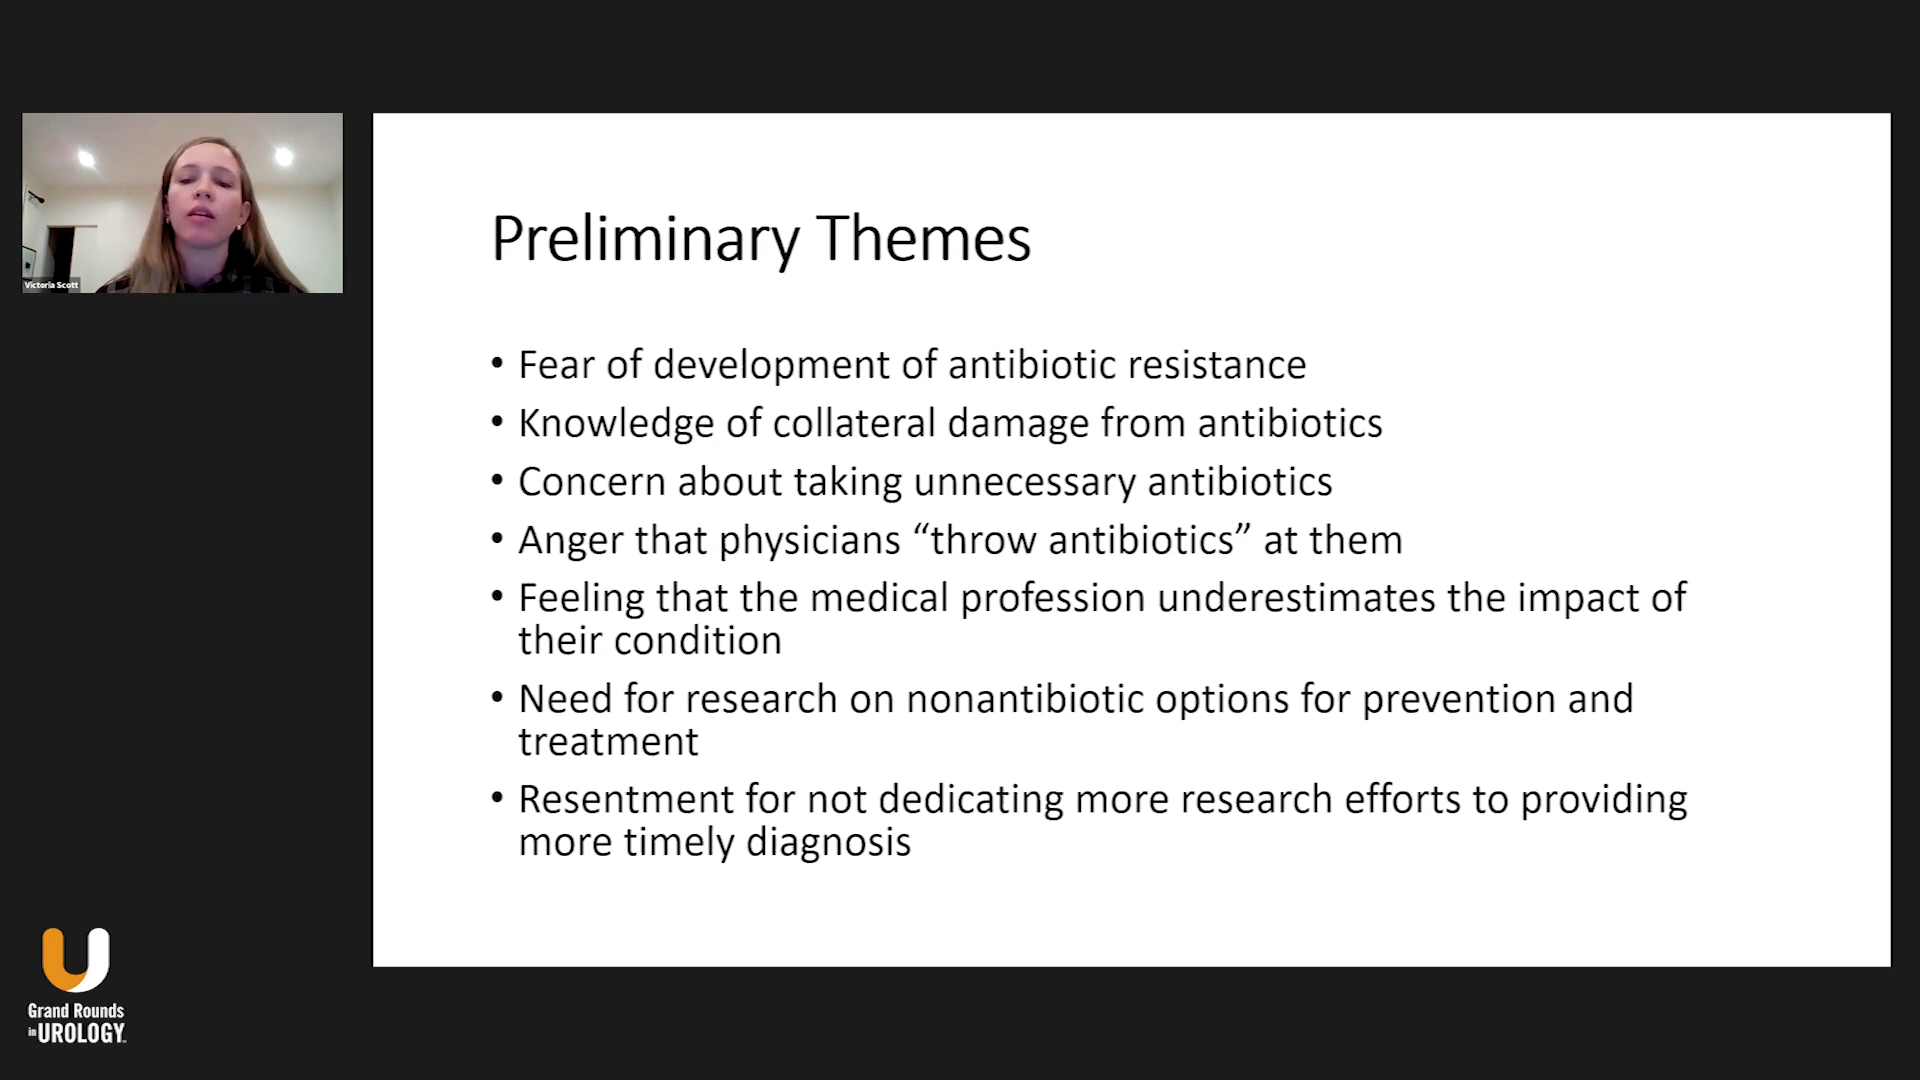 Victoria Scott
Preliminary Themes
• Fear of development of antibiotic resistance
• Knowledge of collateral damage from antibiotics
• Concern about taking unnecessary antibiotics
• Anger that physicians “throw antibiotics” at them
• Feeling that the medical profession underestimates the impact of
their condition
• Need for research on nonantibiotic options for prevention and
treatment
• Resentment for not dedicating more research efforts to providing
more timely diagnosis
Grand Rounds
in UROLOGY